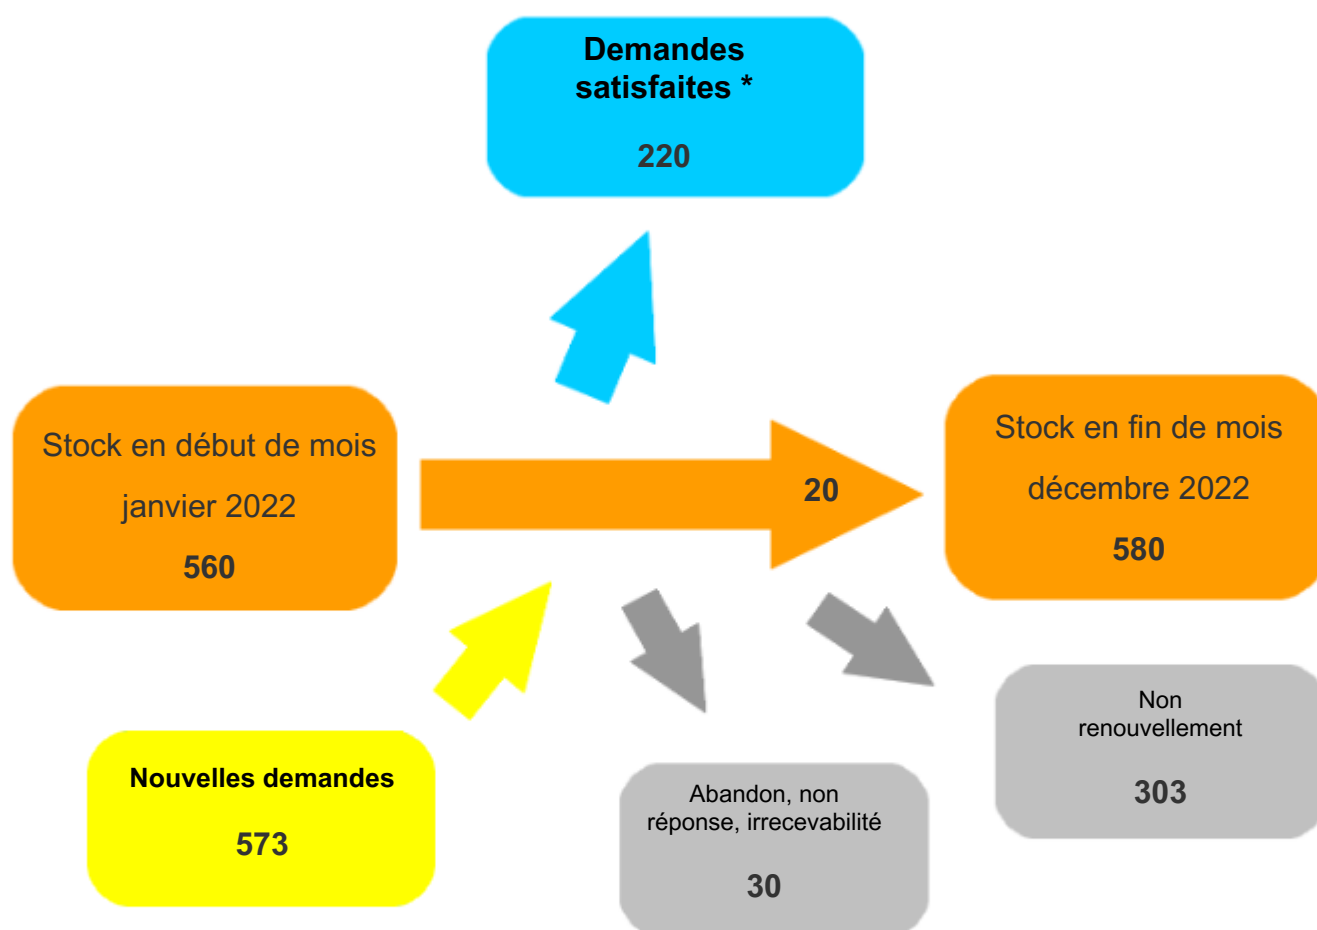 Demandes
satisfaites *
220
Stock en début de mois
janvier 2022
560
20
Stock en fin de mois
décembre 2022
580
Nouvelles demandes
573
Abandon, non
réponse, irrecevabilité
30
Non
renouvellement
303